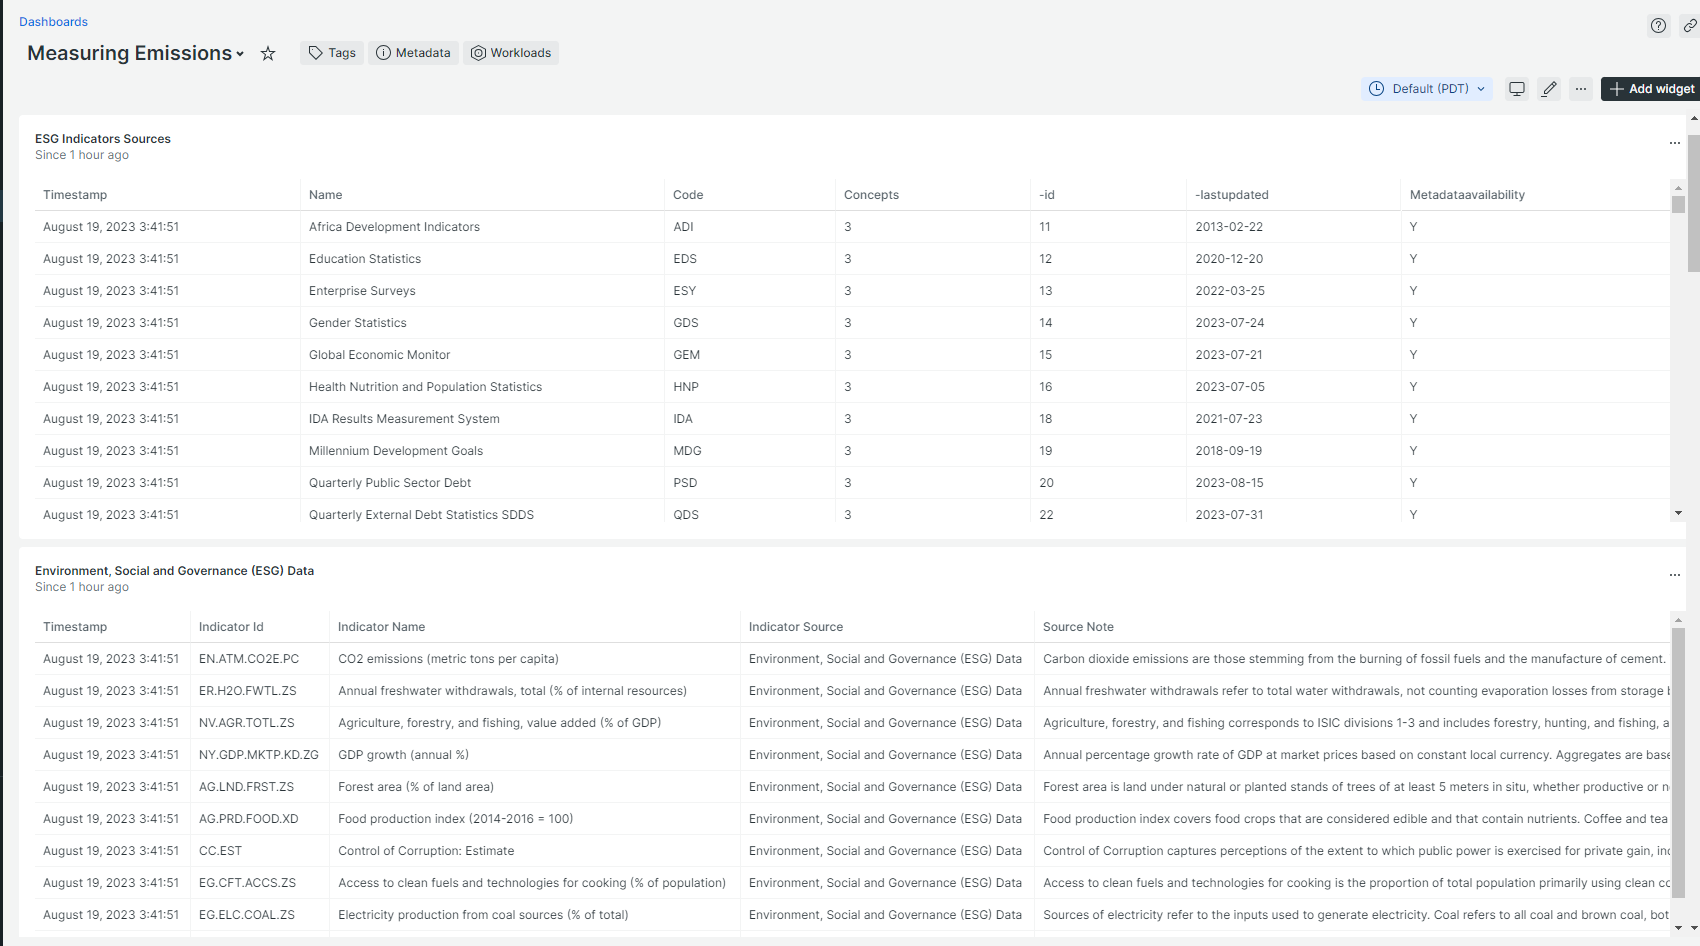 Dashboards
Measuring Emissions
Tags Metadata Workloads
Default (PDT) ... + Add widget
ESG Indicators Sources
Since 1 hour ago
Timestamp Name Code Concepts -id -lastupdated Metadataavailability
August 19, 2023 3:41:51 Africa Development Indicators ADI 3 11 2013-02-22 Y
August 19, 2023 3:41:51 Education Statistics EDS 3 12 2020-12-20 Y
August 19, 2023 3:41:51 Enterprise Surveys ESY 3 13 2022-03-25 Y
August 19, 2023 3:41:51 Gender Statistics GDS 3 14 2023-07-24 Y
August 19, 2023 3:41:51 Global Economic Monitor GEM 3 15 2023-07-21 Y
August 19, 2023 3:41:51 Health Nutrition and Population Statistics HNP 3 16 2023-07-05 Y
August 19, 2023 3:41:51 IDA Results Measurement System IDA 3 18 2021-07-23 Y
August 19, 2023 3:41:51 Millennium Development Goals MDG 3 19 2018-09-19 Y
August 19, 2023 3:41:51 Quarterly Public Sector Debt PSD 3 20 2023-08-15 Y
August 19, 2023 3:41:51 Quarterly External Debt Statistics SDDS QDS 3 22 2023-07-31 Y
Environment, Social and Governance (ESG) Data
Since 1 hour ago
Timestamp Indicator Id Indicator Name Indicator Source Source Note
August 19, 2023 3:41:51 EN.ATM.CO2E.PC CO2 emissions (metric tons per capita) Environment, Social and Governance (ESG) Data Carbon dioxide emissions are those stemming from the burning of fossil fuels and the manufacture of cement.
August 19, 2023 3:41:51 ER.H2O.FWTL.ZS Annual freshwater withdrawals, total (% of internal resources) Environment, Social and Governance (ESG) Data Annual freshwater withdrawals refer to total water withdrawals, not counting evaporation losses from storage
August 19, 2023 3:41:51 NV.AGR.TOTL.ZS Agriculture, forestry, and fishing, value added (% of GDP) Environment, Social and Governance (ESG) Data Agriculture, forestry, and fishing corresponds to ISIC divisions 1-3 and includes forestry, hunting, and fishing, a
August 19, 2023 3:41:51 NY.GDP.MKTP.KD.ZG GDP growth (annual %) Environment, Social and Governance (ESG) Data Annual percentage growth rate of GDP at market prices based on constant local currency. Aggregates are base
August 19, 2023 3:41:51 AG.LND.FRST.ZS Forest area (% of land area) Environment, Social and Governance (ESG) Data Forest area is land under natural or planted stands of trees of at least 5 meters in situ, whether productive or n
August 19, 2023 3:41:51 AG.PRD.FOOD.XD Food production index (2014-2016 = 100) Environment, Social and Governance (ESG) Data Food production index covers food crops that are considered edible and that contain nutrients. Coffee and tea
August 19, 2023 3:41:51 CC.EST Control of Corruption: Estimate Environment, Social and Governance (ESG) Data Control of Corruption captures perceptions of the extent to which public power is exercised for private gain, inc
August 19, 2023 3:41:51 EG.CFT.ACCS.ZS Access to clean fuels and technologies for cooking (% of population) Environment, Social and Governance (ESG) Data Access to clean fuels and technologies for cooking is the proportion of total population primarily using clean co
August 19, 2023 3:41:51 EG.ELC.COAL.ZS Electricity production from coal sources (% of total) Environment, Social and Governance (ESG) Data Sources of electricity refer to the inputs used to generate electricity. Coal refers to all coal and brown coal, bot